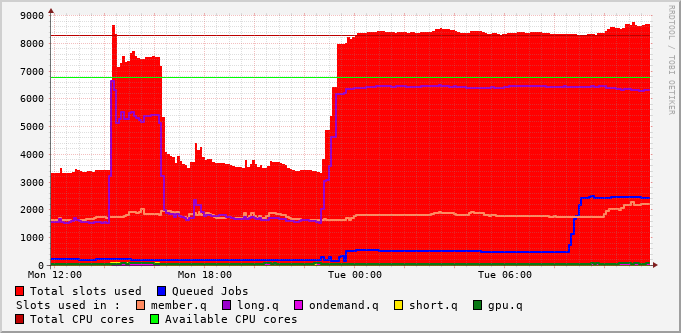 9000
8000
7000
6000
5000
4000
3000
2000
1000
0
Mon 12:00 Mon 18:00 Tue 00:00 Tue 06:00
Total slots used Queued Jobs
Slots used in : member.q long.q ondemand.q short.q gpu.q
Total CPU cores Available CPU cores
RRDTOOL / TOBI OETIKER